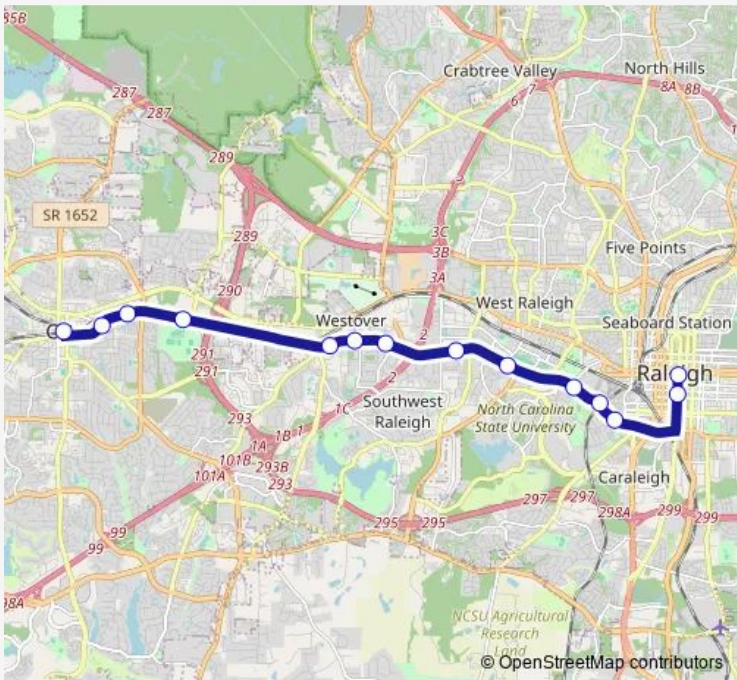 85B
287
287
289
289
290
291
291
293
SR 1652
Crabtree Valley
North Hills
6
7
8A
8B
3C
3B
3A
Five Points
West Raleigh
Seaboard Station
Westover
2
2
Raleigh
C
Southwest
Raleigh
North Carolina
State University
1C
1
1B
1A
101B
101A
293B
293
Caraleigh
99
99
295
295
297
297
298A
299
299
98A
NCSU Agricultural
Research
Land
© OpenStreetMap contributors